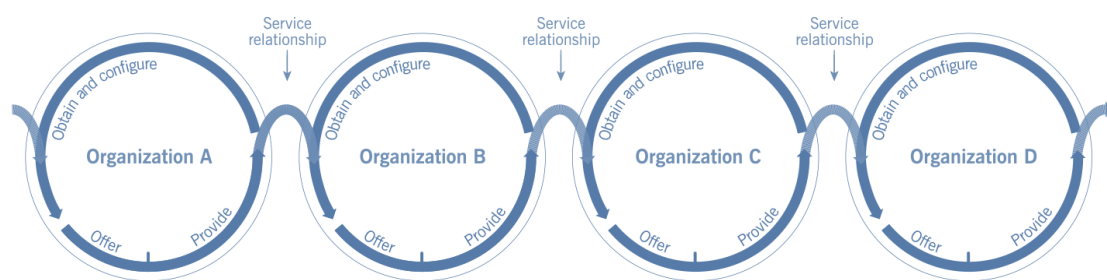 Service
relationship
Service
relationship
Service
relationship
Obtain and configure
Organization A
Offer
Provide
Obtain and configure
Organization B
Offer
Provide
Obtain and configure
Organization C
Offer
Provide
Obtain and configure
Organization D
Offer
Provide